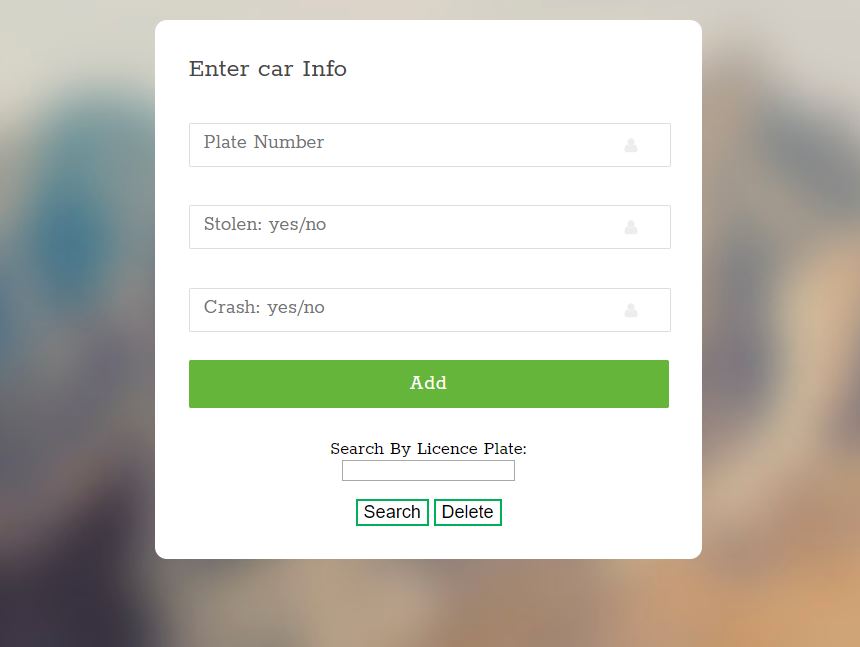 Enter car Info
Plate Number
Stolen: yes/no
Crash: yes/no
Add
Search By Licence Plate:
Search Delete